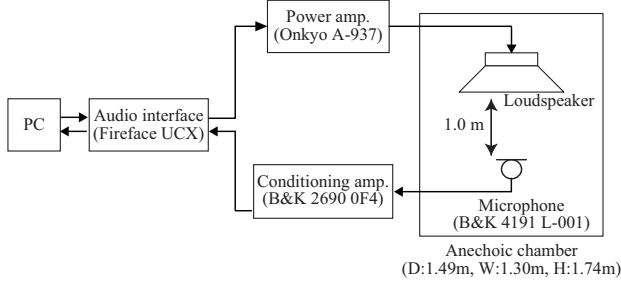 Power amp.
(Onkyo A-937)
PC
Audio interface
(Fireface UCX)
Loudspeaker
1.0 m
Conditioning amp.
(B&K 2690 0F4)
Microphone
(B&K 4191 L-001)
Anechoic chamber
(D:1.49m, W:1.30m, H:1.74m)